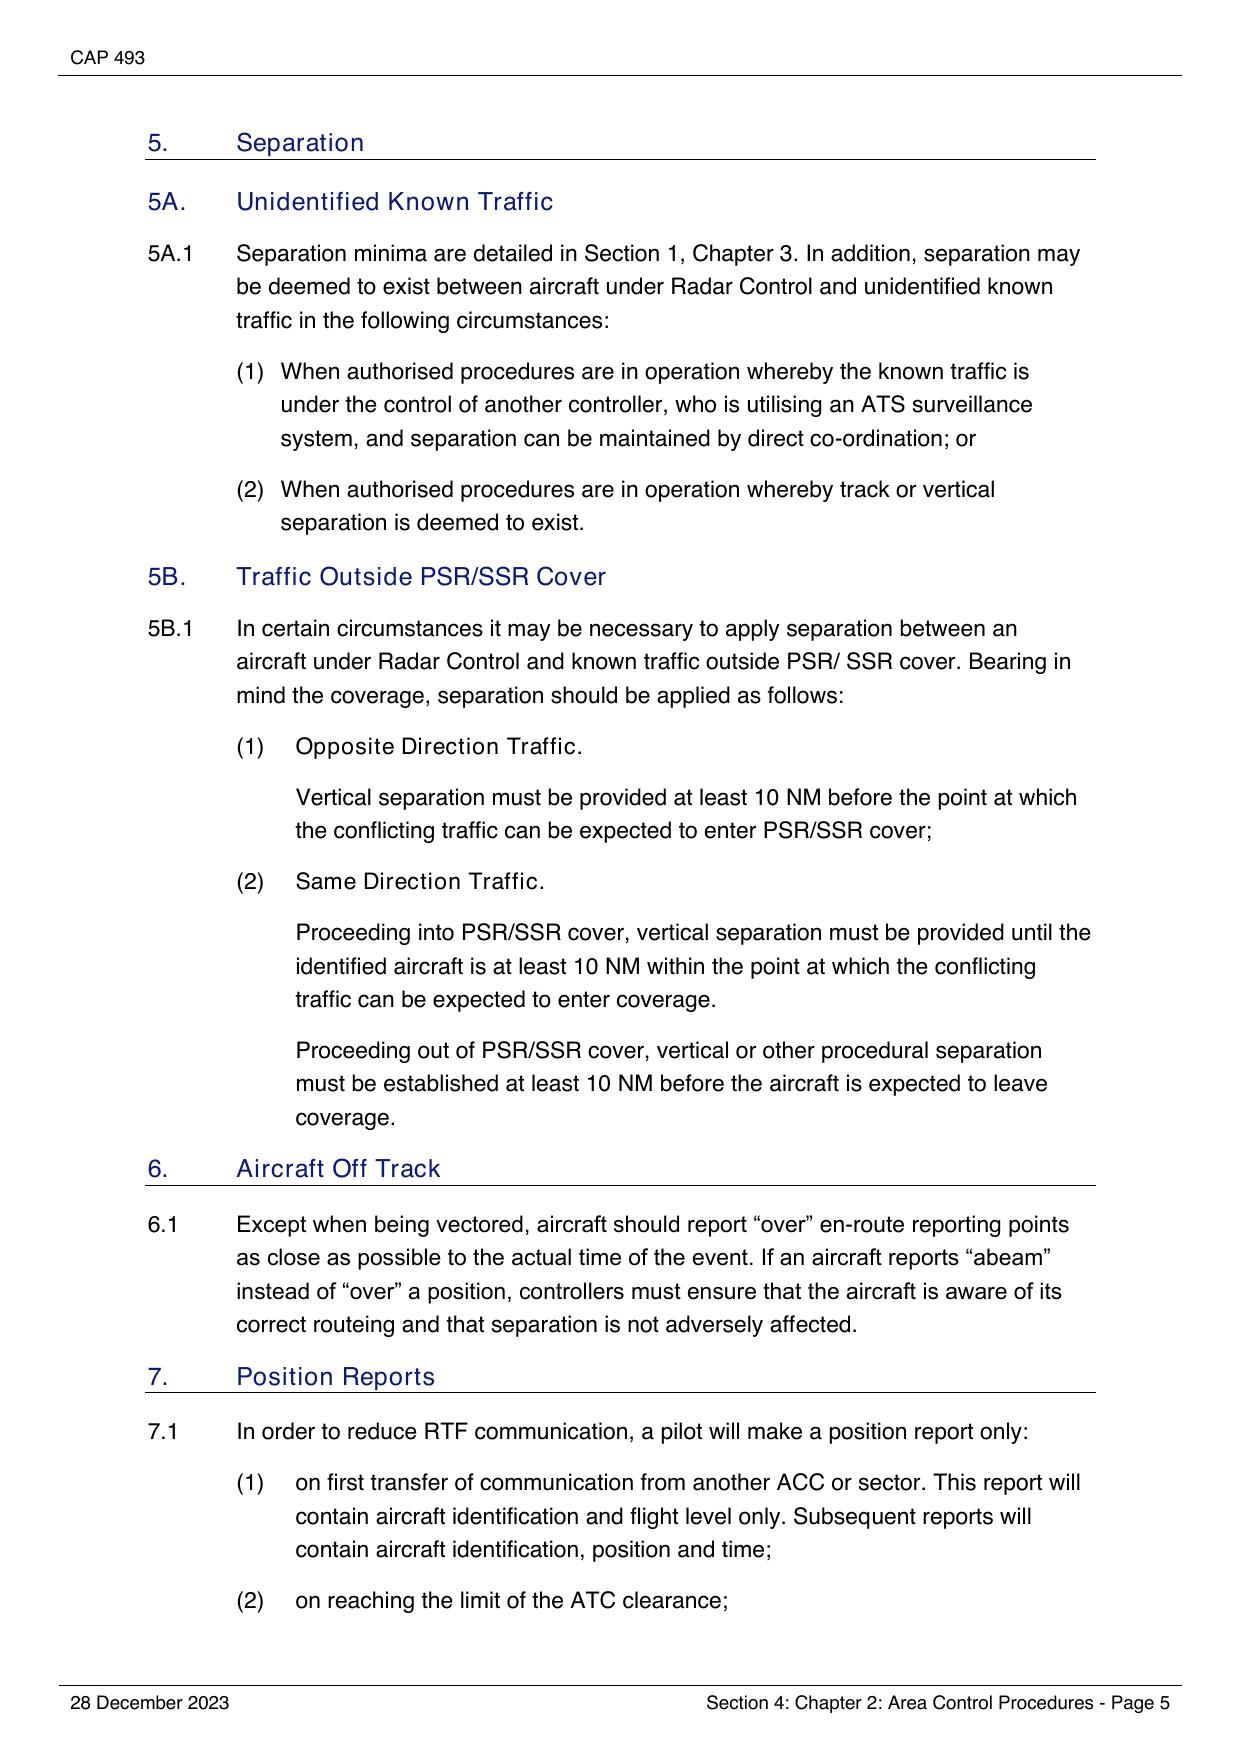 CAP 493
5. Separation
5A. Unidentified Known Traffic
5A.1 Separation minima are detailed in Section 1, Chapter 3. In addition, separation may
be deemed to exist between aircraft under Radar Control and unidentified known
traffic in the following circumstances:
(1) When authorised procedures are in operation whereby the known traffic is
under the control of another controller, who is utilising an ATS surveillance
system, and separation can be maintained by direct co-ordination; or
(2) When authorised procedures are in operation whereby track or vertical
separation is deemed to exist.
5B. Traffic Outside PSR/SSR Cover
5B.1 In certain circumstances it may be necessary to apply separation between an
aircraft under Radar Control and known traffic outside PSR/ SSR cover. Bearing in
mind the coverage, separation should be applied as follows:
(1) Opposite Direction Traffic.
Vertical separation must be provided at least 10 NM before the point at which
the conflicting traffic can be expected to enter PSR/SSR cover;
(2) Same Direction Traffic.
Proceeding into PSR/SSR cover, vertical separation must be provided until the
identified aircraft is at least 10 NM within the point at which the conflicting
traffic can be expected to enter coverage.
Proceeding out of PSR/SSR cover, vertical or other procedural separation
must be established at least 10 NM before the aircraft is expected to leave
coverage.
6. Aircraft Off Track
6.1 Except when being vectored, aircraft should report “over” en-route reporting points
as close as possible to the actual time of the event. If an aircraft reports “abeam”
instead of “over” a position, controllers must ensure that the aircraft is aware of its
correct routeing and that separation is not adversely affected.
7. Position Reports
7.1 In order to reduce RTF communication, a pilot will make a position report only:
(1) on first transfer of communication from another ACC or sector. This report will
contain aircraft identification and flight level only. Subsequent reports will
contain aircraft identification, position and time;
(2) on reaching the limit of the ATC clearance;
28 December 2023 Section 4: Chapter 2: Area Control Procedures - Page 5